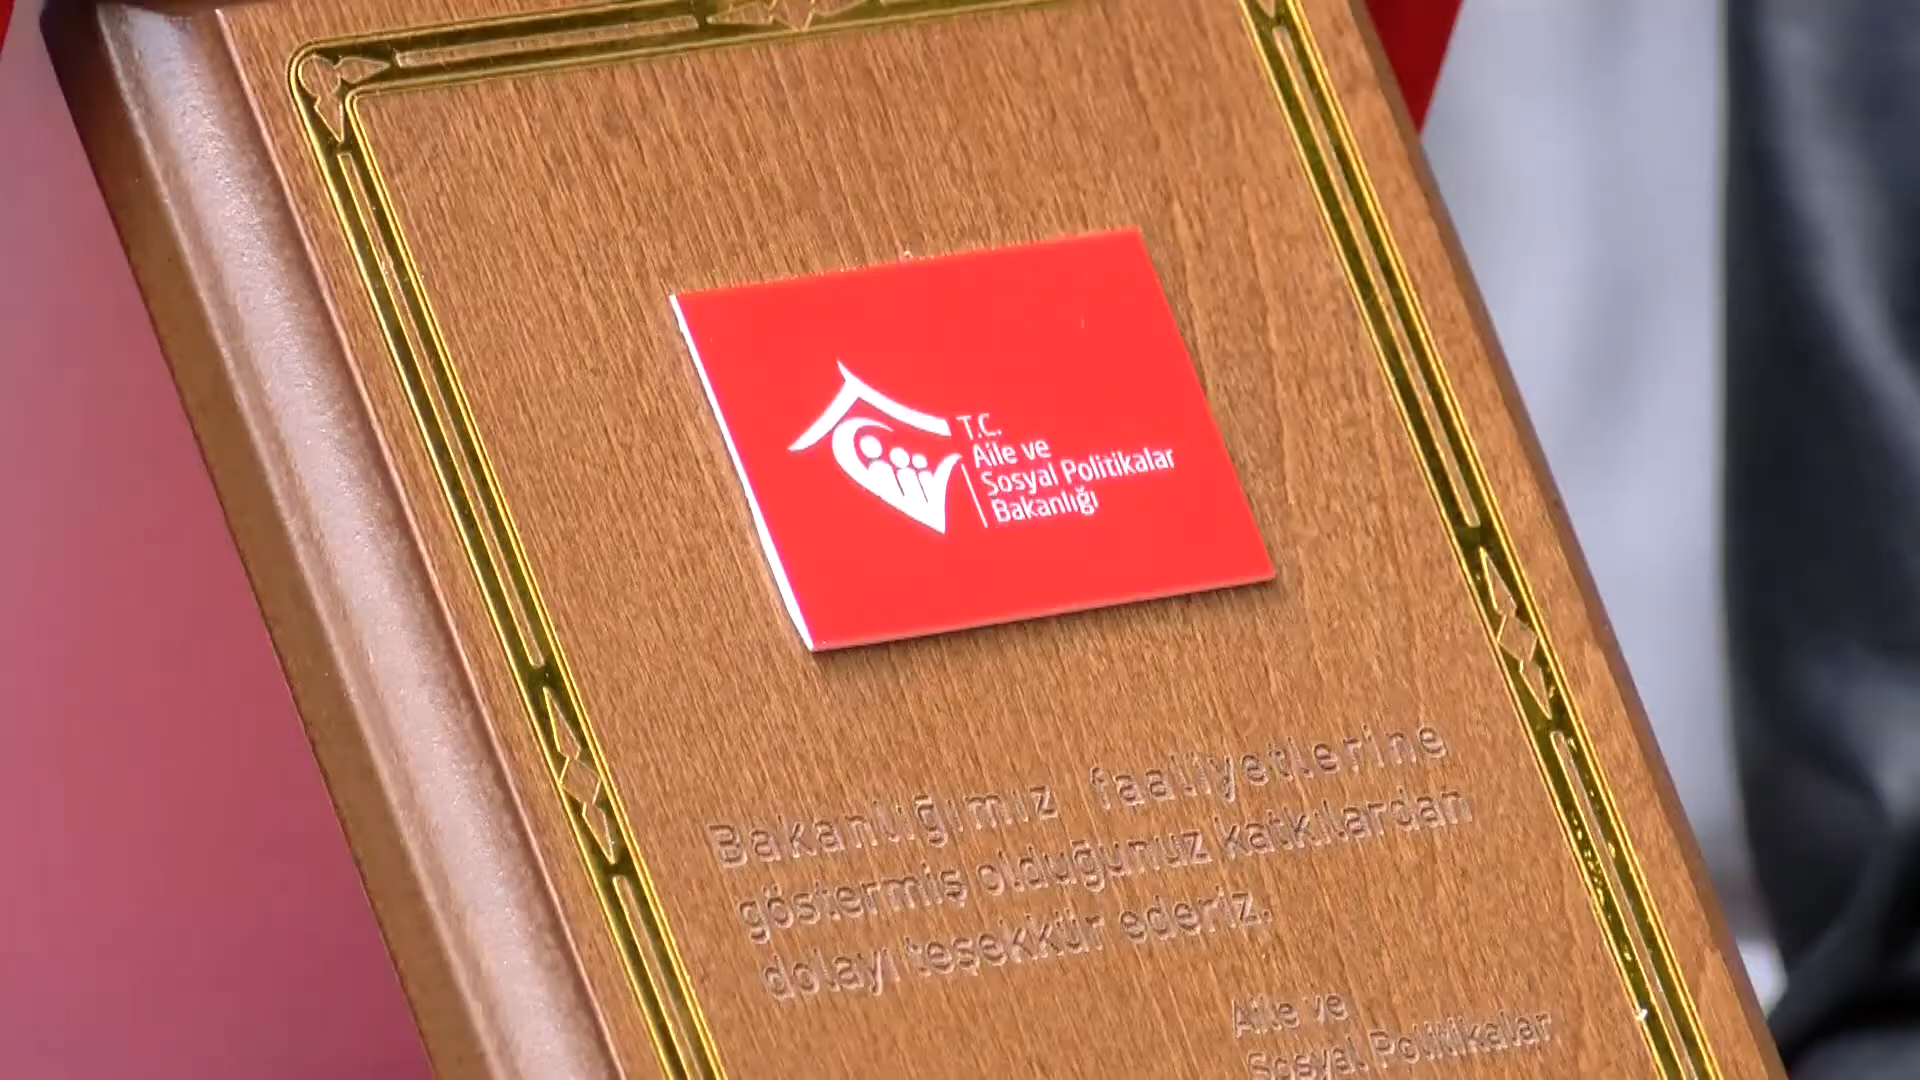 T.C.
Aile ve
Sosyal Politikalar
Bakanlığı
Bakanlığımız faaliyetlerine
göstermiş olduğunuz katkılardan
dolayı teşekkür ederiz.
Aile ve
Sosyal Politikalar